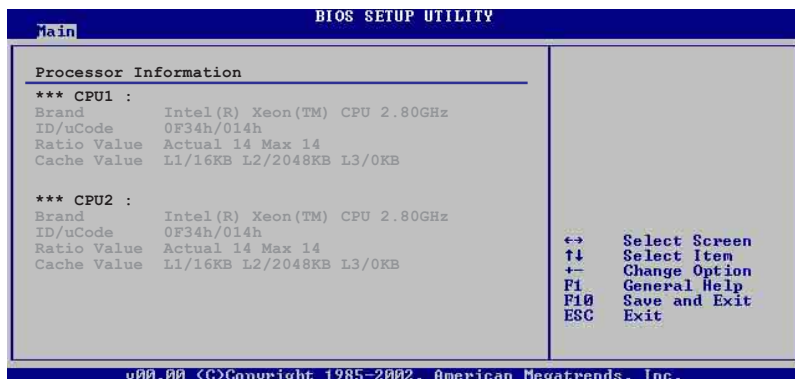 BIOS SETUP UTILITY
Main
Processor Information
*** CPU1 :
Brand Intel(R) Xeon(TM) CPU 2.80GHz
ID/uCode 0F34h/014h
Ratio Value Actual 14 Max 14
Cache Value L1/16KB L2/2048KB L3/0KB
*** CPU2 :
Brand Intel(R) Xeon(TM) CPU 2.80GHz
ID/uCode 0F34h/014h
Ratio Value Actual 14 Max 14
Cache Value L1/16KB L2/2048KB L3/0KB
↔ Select Screen
↑↓ Select Item
+- Change Option
F1 General Help
F10 Save and Exit
ESC Exit
v00.00 (C)Copyright 1985-2002, American Megatrends, Inc.